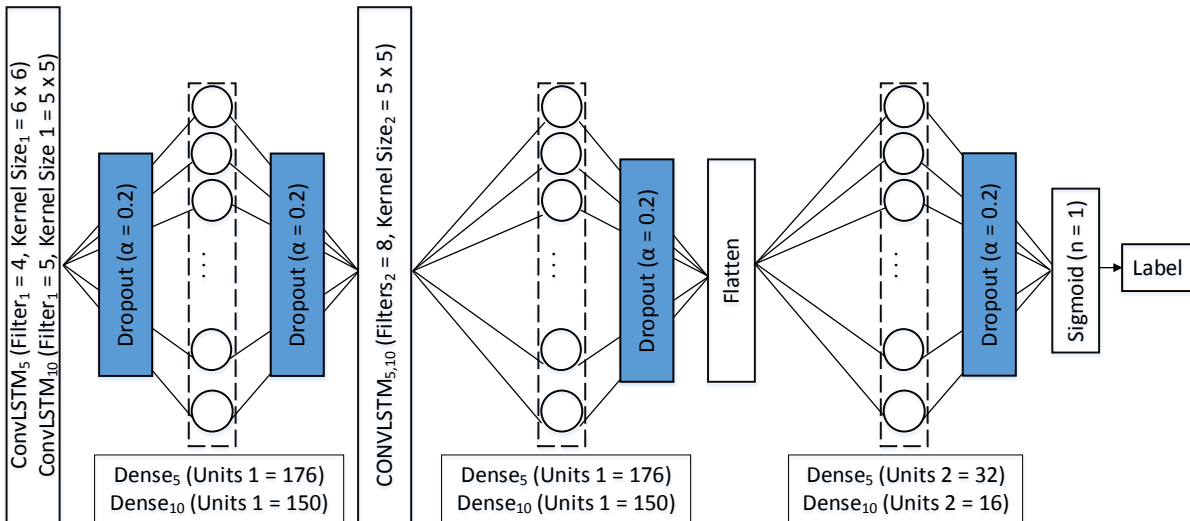 ConvLSTM₅ (Filter₁ = 4, Kernel Size₁ = 6 x 6)
ConvLSTM₁₀ (Filter₁ = 5, Kernel Size 1 = 5 x 5)
Dropout (α = 0.2)
...
Dropout (α = 0.2)
Dense₅ (Units 1 = 176)
Dense₁₀ (Units 1 = 150)
CONVLSTM₅,₁₀ (Filters₂ = 8, Kernel Size₂ = 5 x 5)
...
Dropout (α = 0.2)
Dense₅ (Units 1 = 176)
Dense₁₀ (Units 1 = 150)
Flatten
...
Dropout (α = 0.2)
Dense₅ (Units 2 = 32)
Dense₁₀ (Units 2 = 16)
Sigmoid (n = 1)
Label